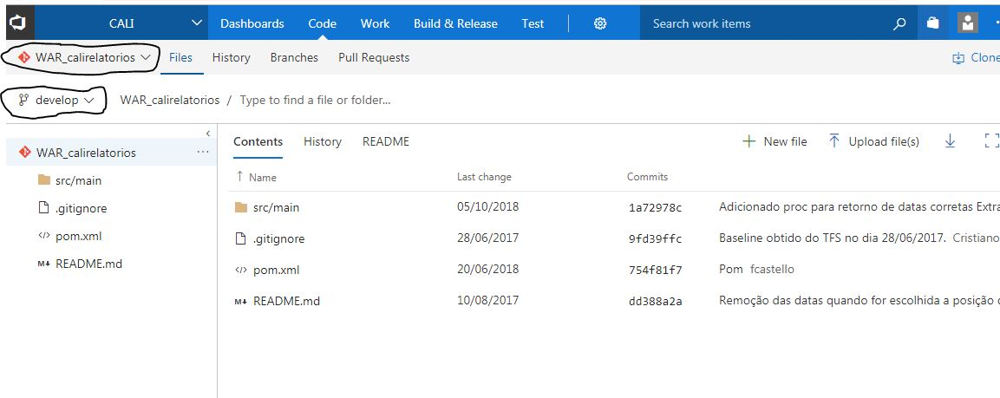 CALI Dashboards Code Work Build & Release Test Search work items
WAR_calirelatorios Files History Branches Pull Requests Clone
develop WAR_calirelatorios / Type to find a file or folder...
WAR_calirelatorios
src/main
.gitignore
pom.xml
README.md
Contents History README New file Upload file(s)
Name Last change Commits
src/main 05/10/2018 1a72978c Adicionado proc para retorno de datas corretas Extra
.gitignore 28/06/2017 9fd39ffc Baseline obtido do TFS no dia 28/06/2017. Cristiano
pom.xml 20/06/2018 754f81f7 Pom fcastello
README.md 10/08/2017 dd388a2a Remoção das datas quando for escolhida a posição